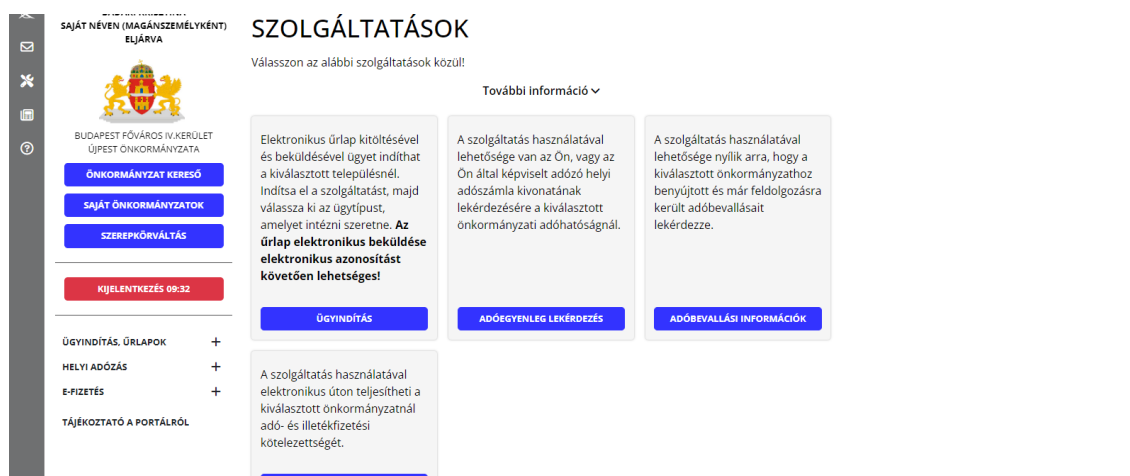 SAJÁT NÉVEN (MAGÁNSZEMÉLYKÉNT)
ELJÁRVA
BUDAPEST FŐVÁROS IV.KERÜLET
ÚJPEST ÖNKORMÁNYZATA
ÖNKORMÁNYZAT KERESŐ
SAJÁT ÖNKORMÁNYZATOK
SZEREPKÖRVÁLTÁS
KIJELENTKEZÉS 09:32
ÜGYINDÍTÁS, ŰRLAPOK
HELYI ADÓZÁS
E-FIZETÉS
TÁJÉKOZTATÓ A PORTÁLRÓL
SZOLGÁLTATÁSOK
Válasszon az alábbi szolgáltatások közül!
További információ
Elektronikus űrlap kitöltésével
és beküldésével ügyet indíthat
a kiválasztott településnél.
Indítsa el a szolgáltatást, majd
válassza ki az ügytípust,
amelyet intézni szeretne. Az
űrlap elektronikus beküldése
elektronikus azonosítást
követően lehetséges!
ÜGYINDÍTÁS
A szolgáltatás használatával
lehetősége van az Ön, vagy az
Ön által képviselt adózó helyi
adószámla kivonatának
lekérdezésére a kiválasztott
önkormányzati adóhatóságnál.
ADÓEGYENLEG LEKÉRDEZÉS
A szolgáltatás használatával
lehetősége nyílik arra, hogy a
kiválasztott önkormányzathoz
benyújtott és már feldolgozásra
került adóbevallásait
lekérdezze.
ADÓBEVALLÁSI INFORMÁCIÓK
A szolgáltatás használatával
elektronikus úton teljesítheti a
kiválasztott önkormányzatnál
adó- és illetékfizetési
kötelezettségét.